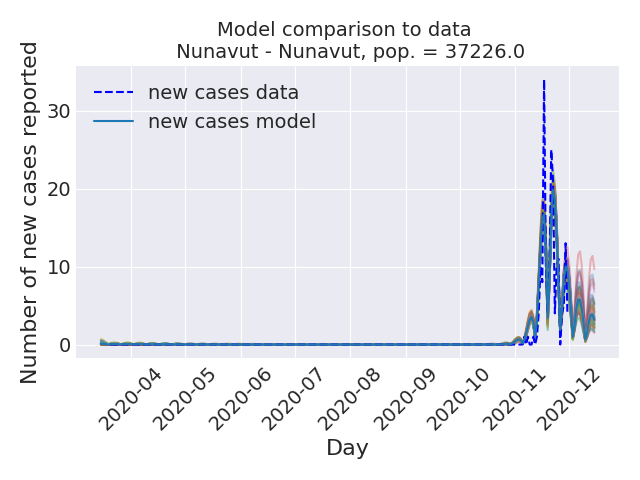 Model comparison to data
Nunavut - Nunavut, pop. = 37226.0
Number of new cases reported
30
20
10
0
new cases data
new cases model
2020-04
2020-05
2020-06
2020-07
2020-08
2020-09
2020-10
2020-11
2020-12
Day